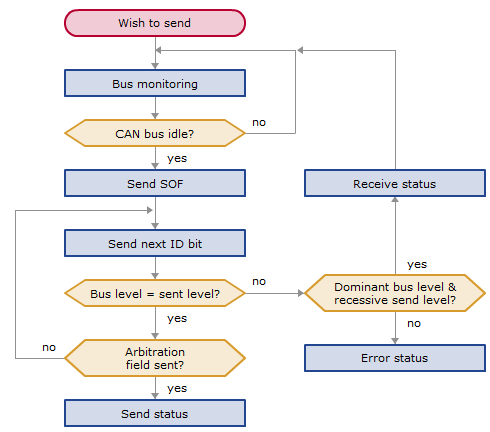 Wish to send
Bus monitoring
CAN bus idle?
no
yes
Send SOF
Receive status
Send next ID bit
Bus level = sent level?
no
yes
Dominant bus level &
recessive send level?
yes
no
Arbitration
field sent?
no
yes
Error status
Send status